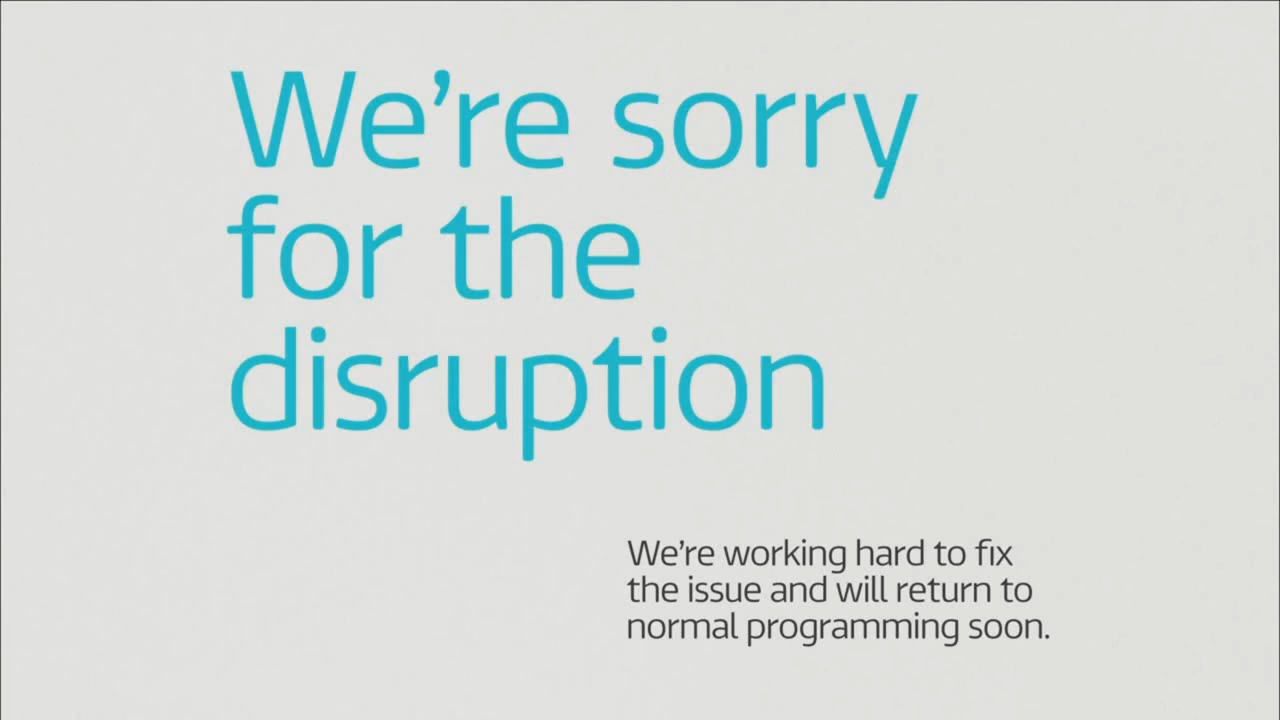 We’re sorry
for the
disruption
We’re working hard to fix
the issue and will return to
normal programming soon.